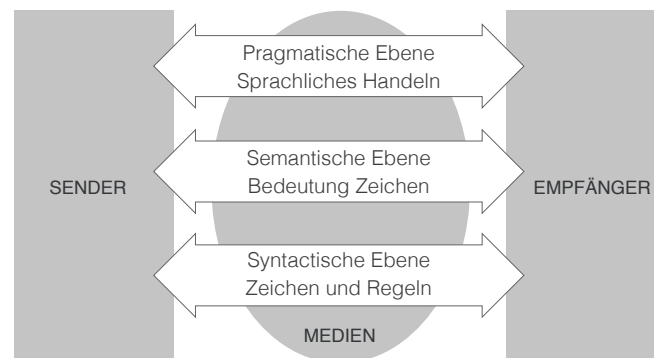 Pragmatische Ebene
Sprachliches Handeln
Semantische Ebene
Bedeutung Zeichen
SENDER
EMPFÄNGER
Syntactische Ebene
Zeichen und Regeln
MEDIEN